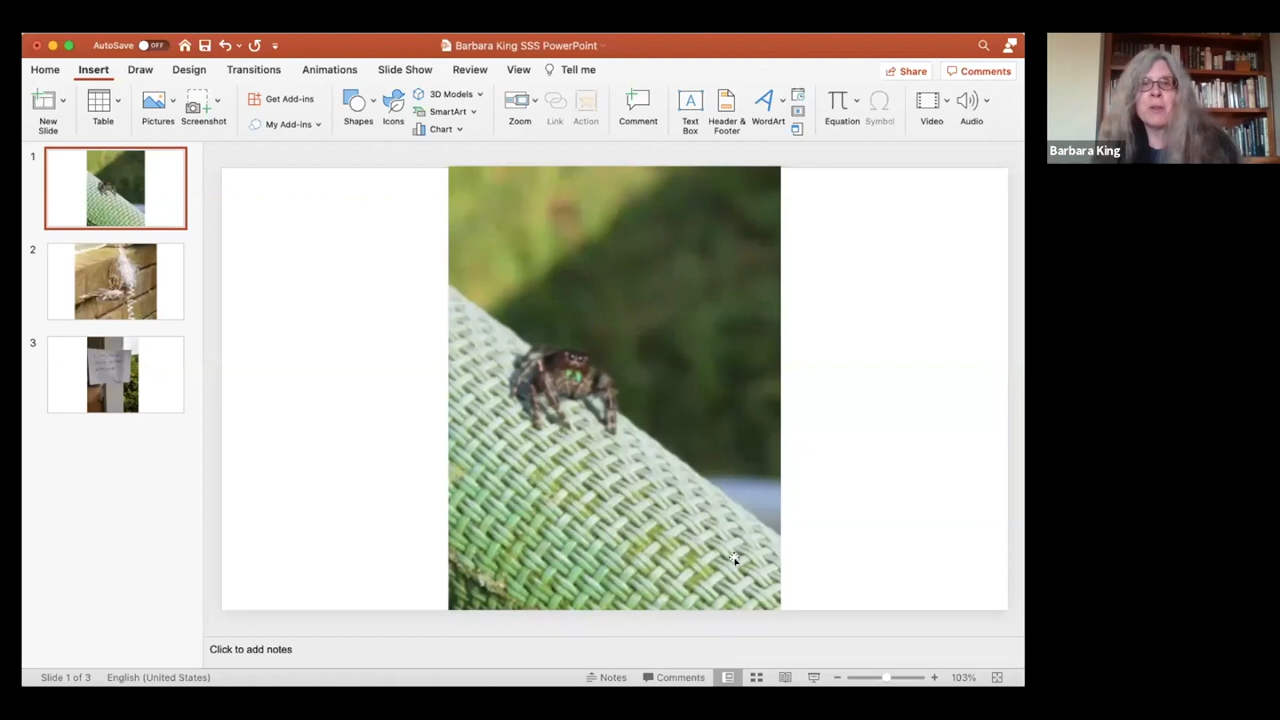 AutoSave OFF
Barbara King SSS PowerPoint
Home Insert Draw Design Transitions Animations Slide Show Review View Tell me
Share Comments
New Slide
Table
Pictures
Screenshot
Get Add-ins
My Add-ins
Shapes
Icons
3D Models
SmartArt
Chart
Zoom
Link
Action
Comment
Text Box
Header & Footer
WordArt
Equation
Symbol
Video
Audio
1
2
3
Barbara King
Click to add notes
Slide 1 of 3 English (United States) Notes Comments 103%